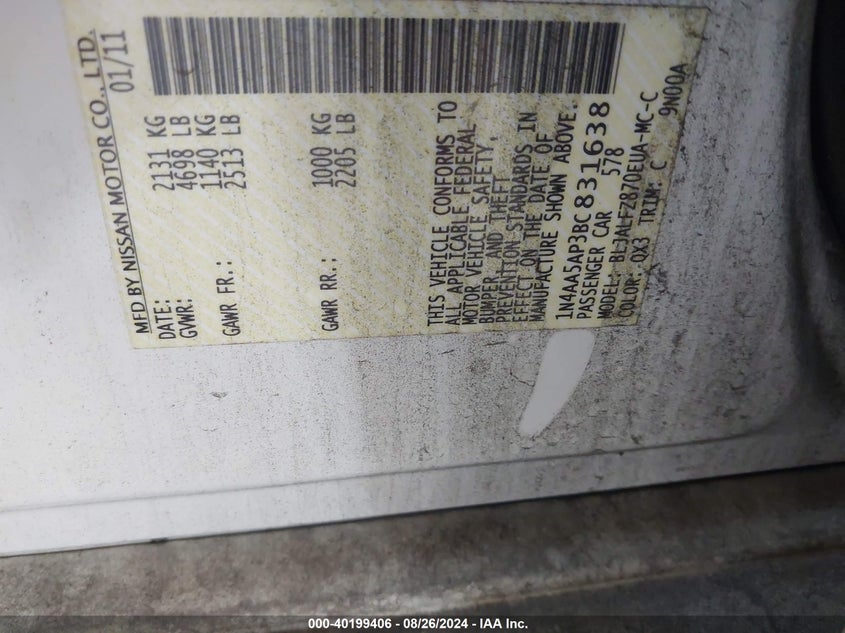 MFD BY NISSAN MOTOR CO., LTD.
DATE: 01/11
GVWR: 2131 KG
4698 LB
GAWR FR.: 1140 KG
2513 LB
GAWR RR.: 1000 KG
2205 LB
THIS VEHICLE CONFORMS TO
ALL APPLICABLE FEDERAL
MOTOR VEHICLE SAFETY,
BUMPER AND THEFT
PREVENTION STANDARDS IN
EFFECT ON THE DATE OF
MANUFACTURE SHOWN ABOVE.
1N4AA5AP3BC831638
PASSENGER CAR 578
MODEL: BL3ALF2870EUA-MC-C
COLOR: QX3 TRIM: C 9N00A
000-40199406 - 08/26/2024 - IAA Inc.